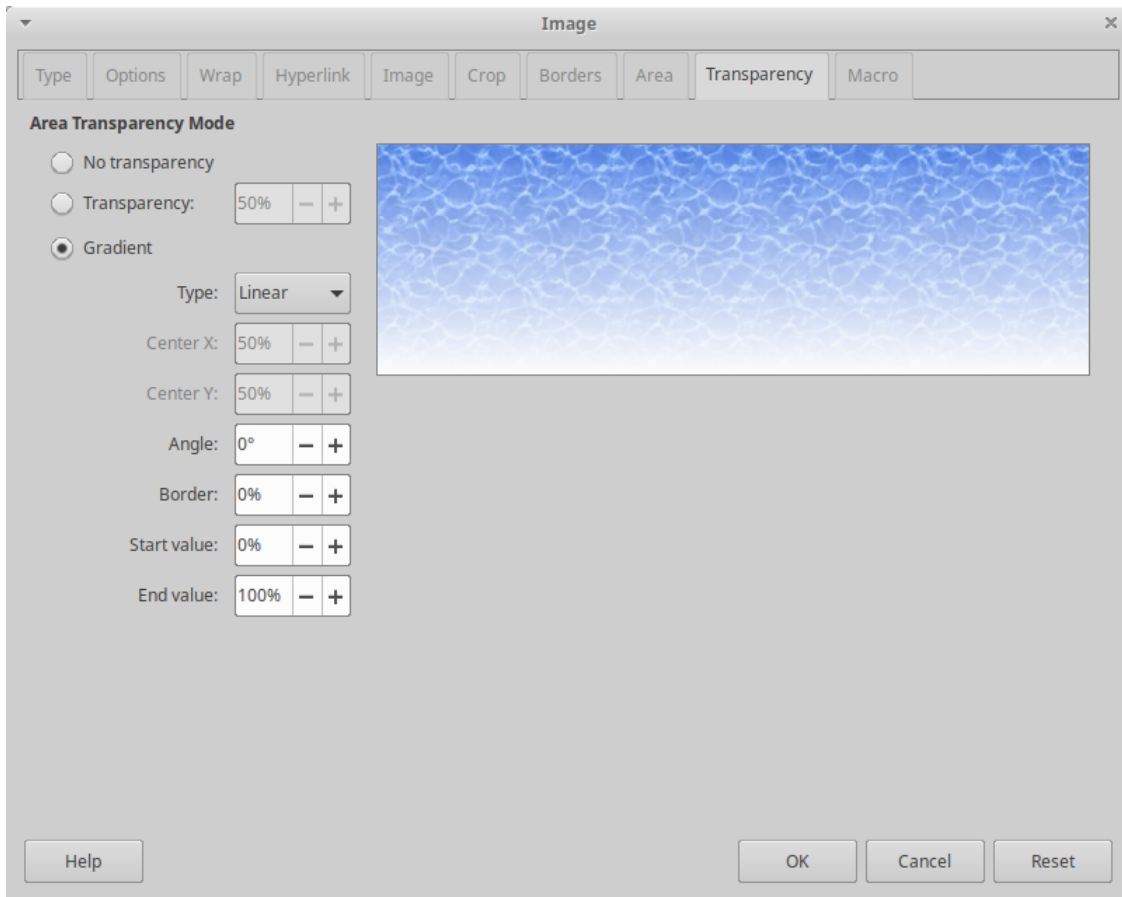 Image
Type Options Wrap Hyperlink Image Crop Borders Area Transparency Macro
Area Transparency Mode
No transparency
Transparency: 50%
Gradient
Type: Linear
Center X: 50%
Center Y: 50%
Angle: 0°
Border: 0%
Start value: 0%
End value: 100%
Help OK Cancel Reset